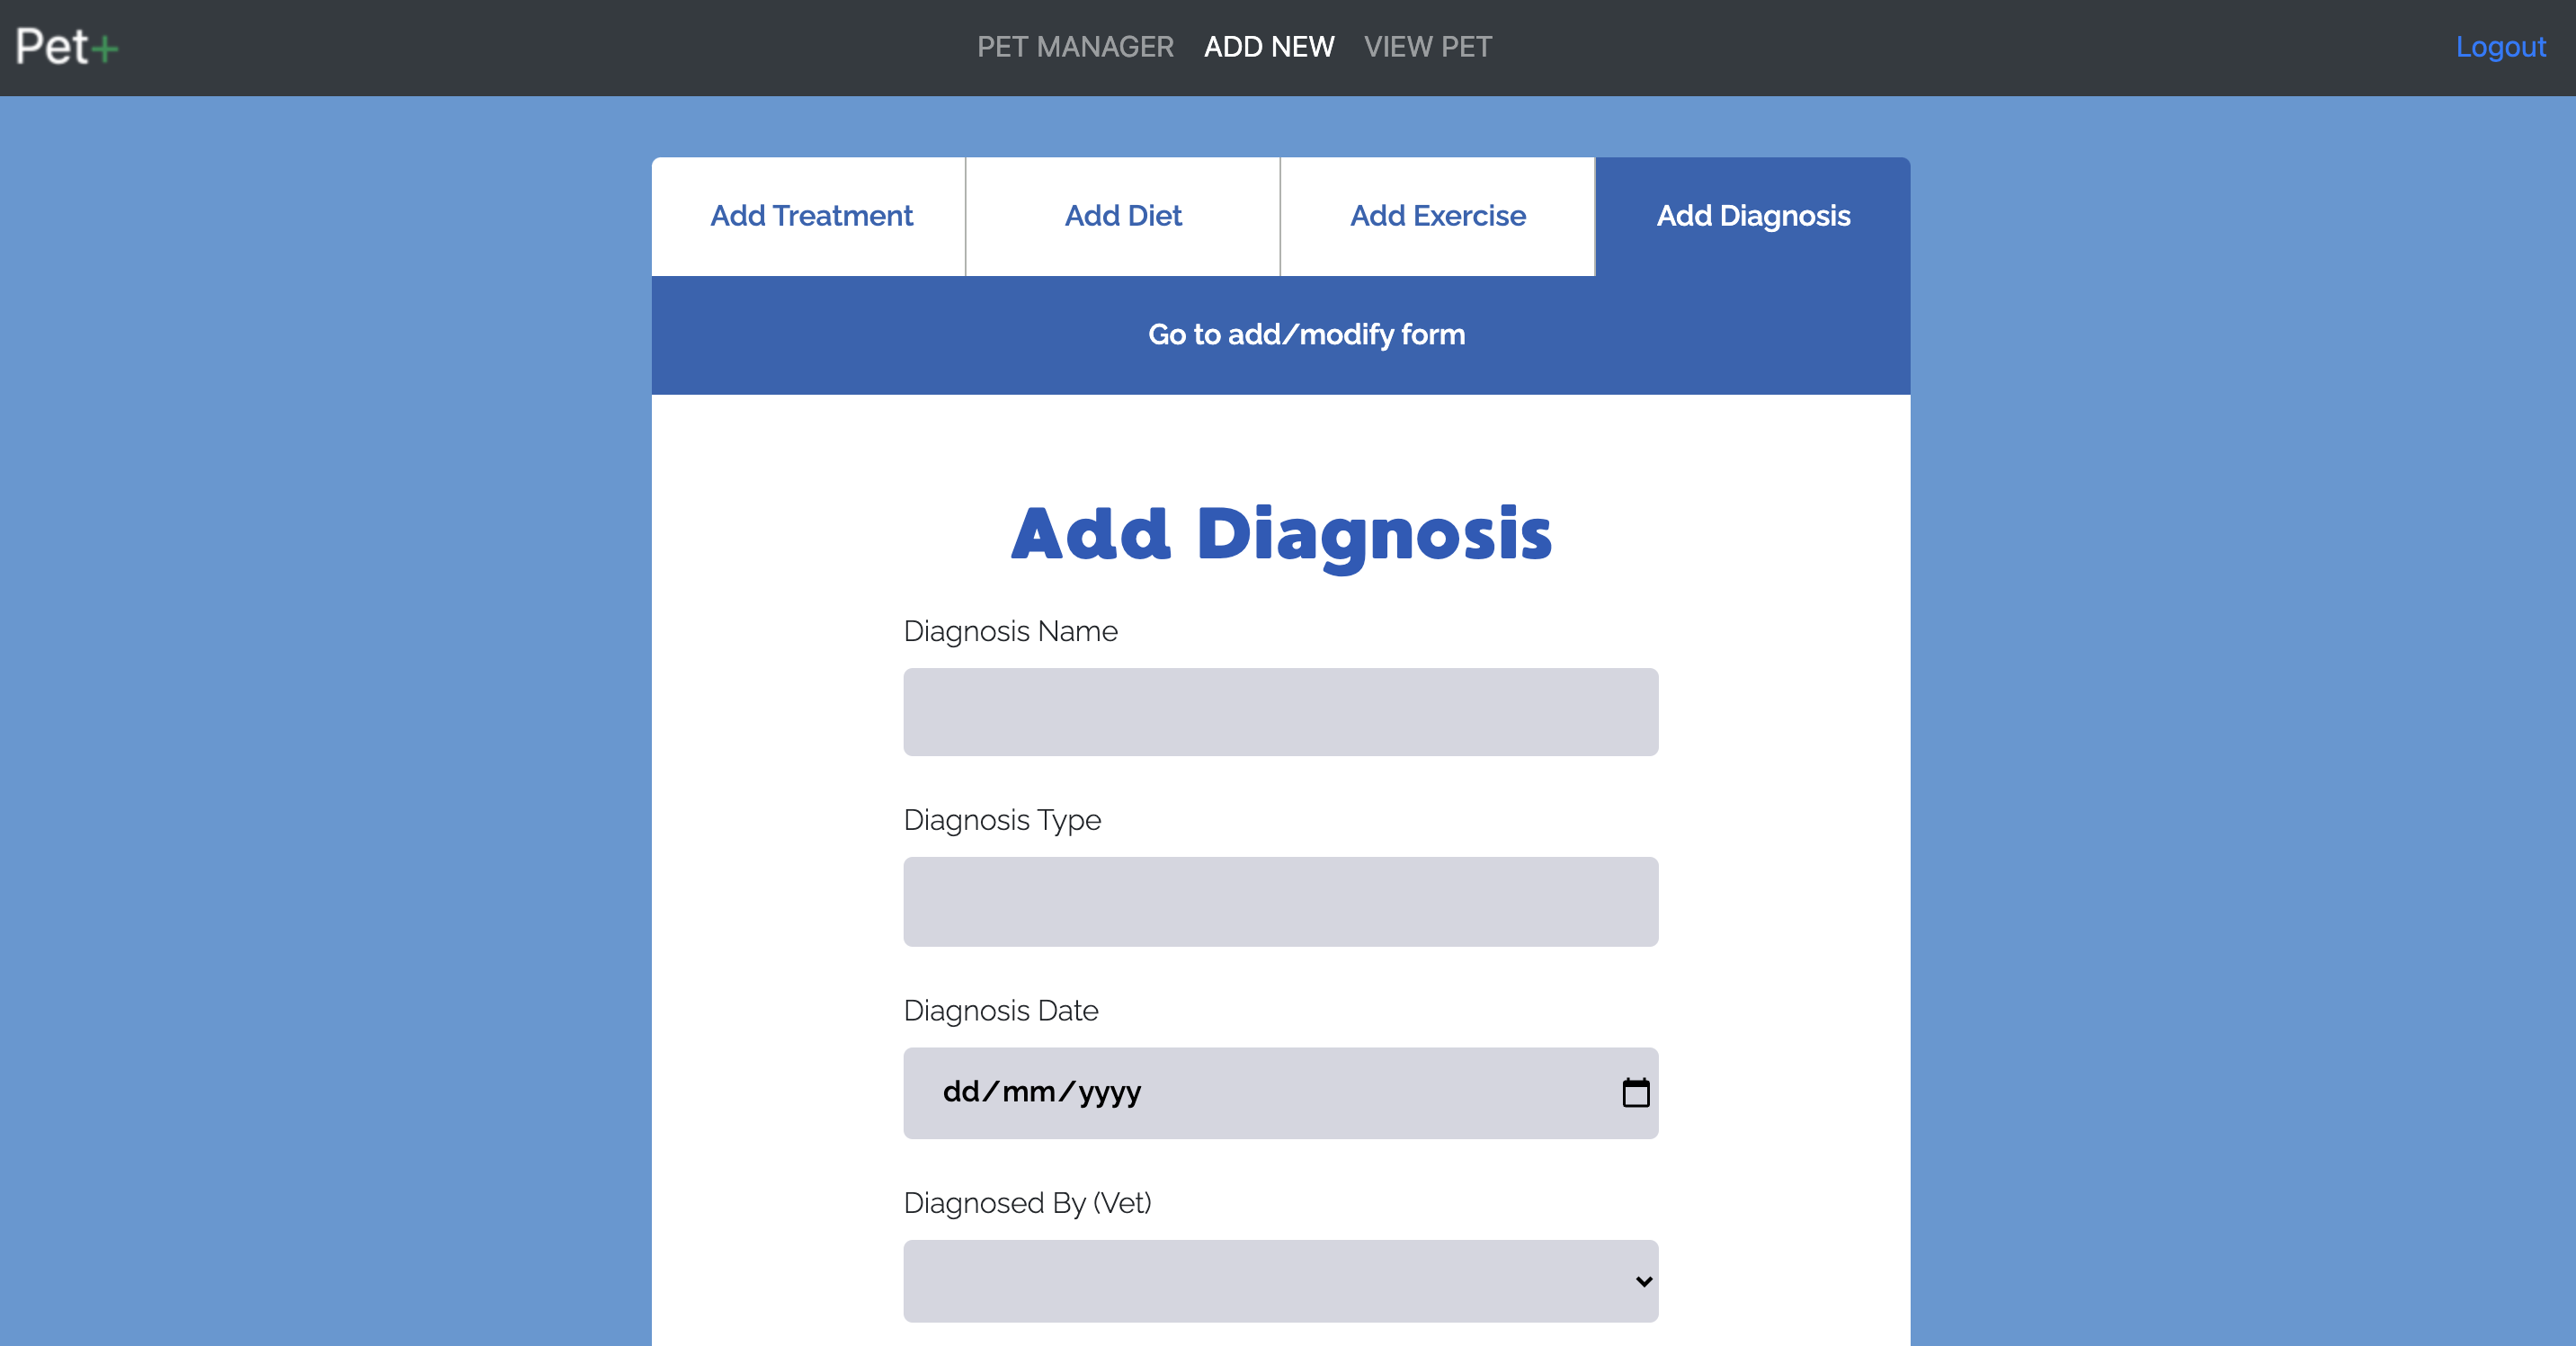 Pet+
PET MANAGER ADD NEW VIEW PET
Logout
Add Treatment Add Diet Add Exercise Add Diagnosis
Go to add/modify form
Add Diagnosis
Diagnosis Name
Diagnosis Type
Diagnosis Date
dd/mm/yyyy
Diagnosed By (Vet)